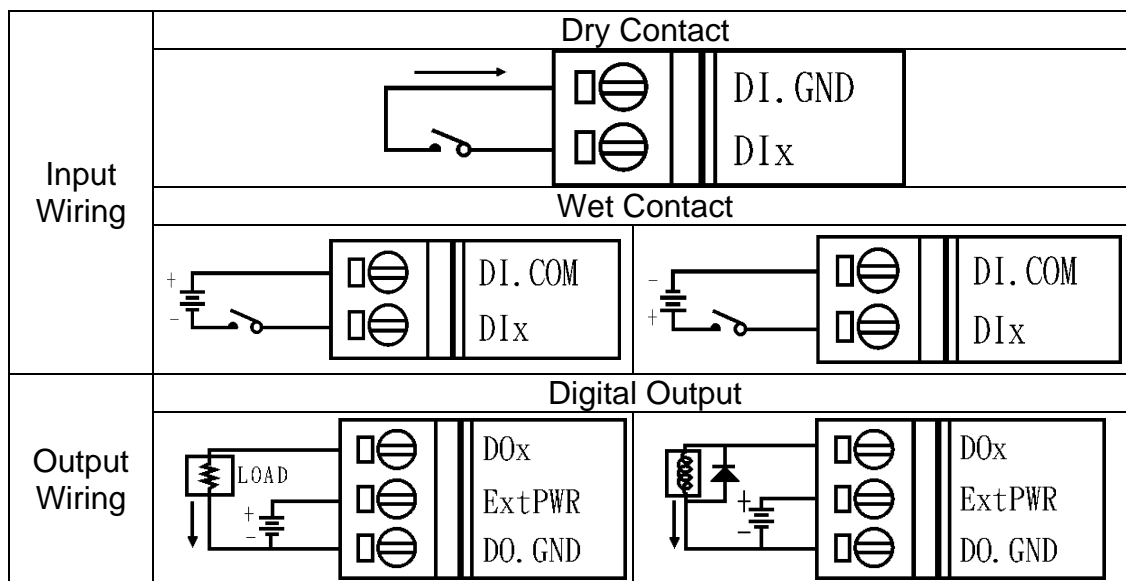 Input
Wiring
Dry Contact
DI.GND
DIx
Wet Contact
+
-
DI.COM
DIx
-
+
DI.COM
DIx
Output
Wiring
Digital Output
LOAD
+
-
DOx
ExtPWR
DO.GND
+
-
DOx
ExtPWR
DO.GND